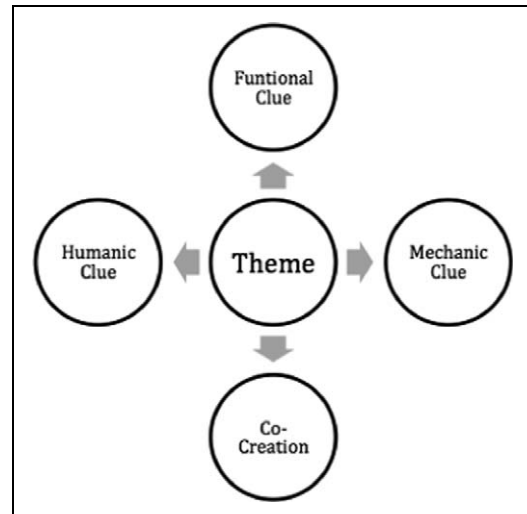 Funtional
Clue
Humanic
Clue
Theme
Mechanic
Clue
Co-
Creation